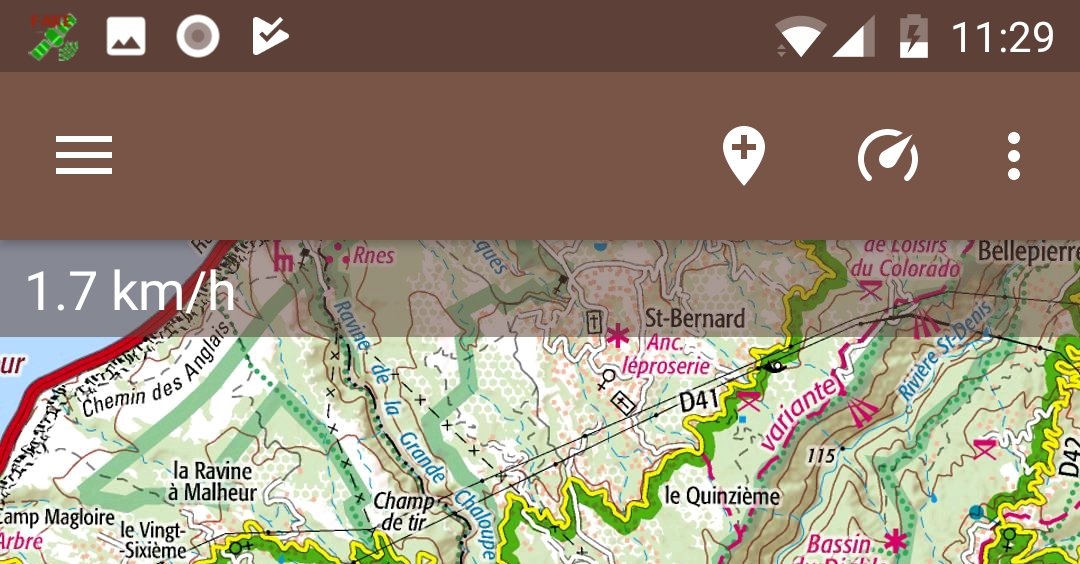 11:29
Rnes
de Loisirs
du Colorado
Bellepierre
1.7 km/h
St-Bernard
Anc.
léproserie
Ravine de la Grande Chaloupe
Rivière St-Denis
Chemin des Anglais
D41
variante
115
D42
la Ravine
à Malheur
Champ
de tir
le Quinzième
Camp Magloire
Arbre
le Vingt-
-Sixième
Bassin